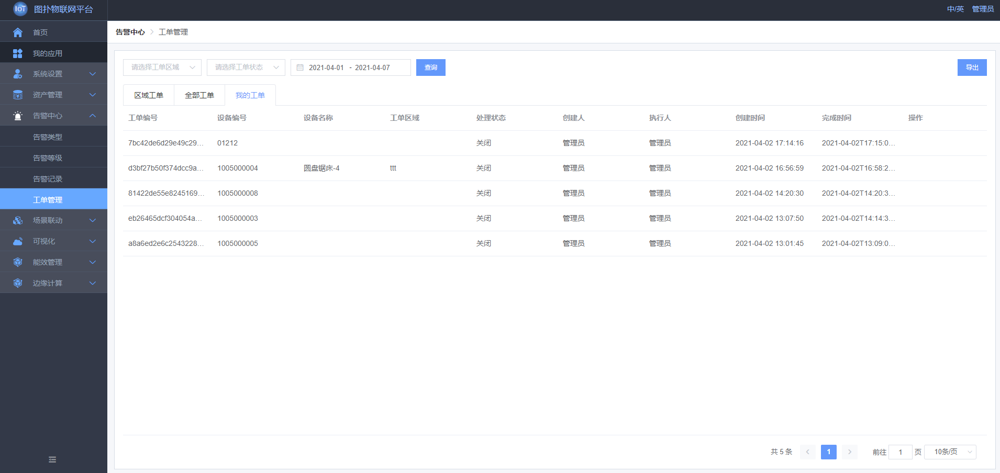 IoT 图扑物联网平台 中/英 管理员
首页
我的应用
系统设置
资产管理
告警中心
告警类型
告警等级
告警记录
工单管理
场景联动
可视化
能效管理
边缘计算
告警中心 > 工单管理
请选择工单区域 请选择工单状态 2021-04-01 - 2021-04-07 查询 导出
区域工单 全部工单 我的工单
工单编号 设备编号 设备名称 工单区域 处理状态 创建人 执行人 创建时间 完成时间 操作
7bc42de6d29e49c29... 01212 关闭 管理员 管理员 2021-04-02 17:14:16 2021-04-02T17:15:0...
d3bf27b50f374dcc9a... 1005000004 圆盘锯床-4 ttt 关闭 管理员 管理员 2021-04-02 16:56:59 2021-04-02T16:58:2...
81422de55e8245169... 1005000008 关闭 管理员 管理员 2021-04-02 14:20:30 2021-04-02T14:20:3...
eb26465dcf304054a... 1005000003 关闭 管理员 管理员 2021-04-02 13:07:50 2021-04-02T14:14:3...
a8a6ed2e6c2543228... 1005000005 关闭 管理员 管理员 2021-04-02 13:01:45 2021-04-02T13:09:0...
共 5 条 < 1 > 前往 1 页 10条/页